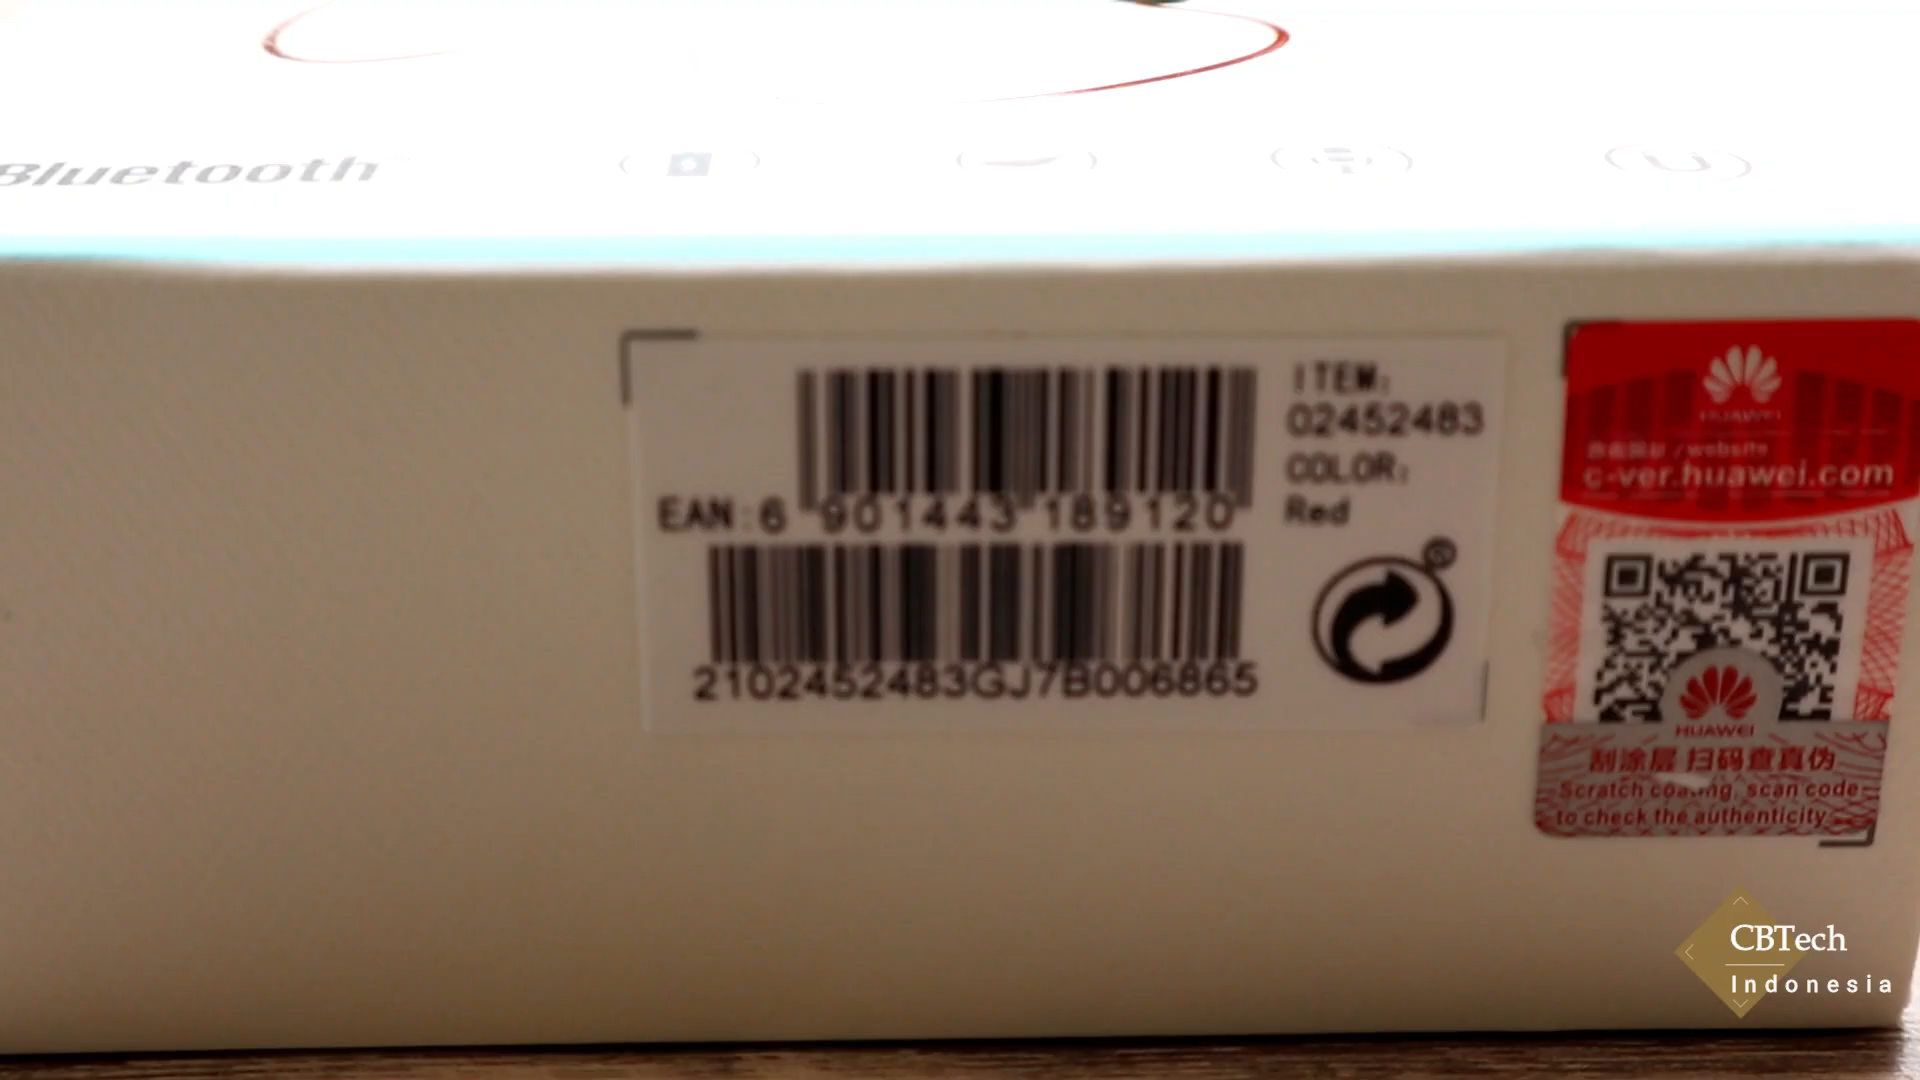 Bluetooth
ITEM:
02452483
COLOR:
Red
EAN:6 901443 189120
2102452483GJ7B006865
HUAWEI
/website
c-ver.huawei.com
HUAWEI
刮涂层 扫码查真伪
Scratch coating, scan code
to check the authenticity
CBTech
Indonesia